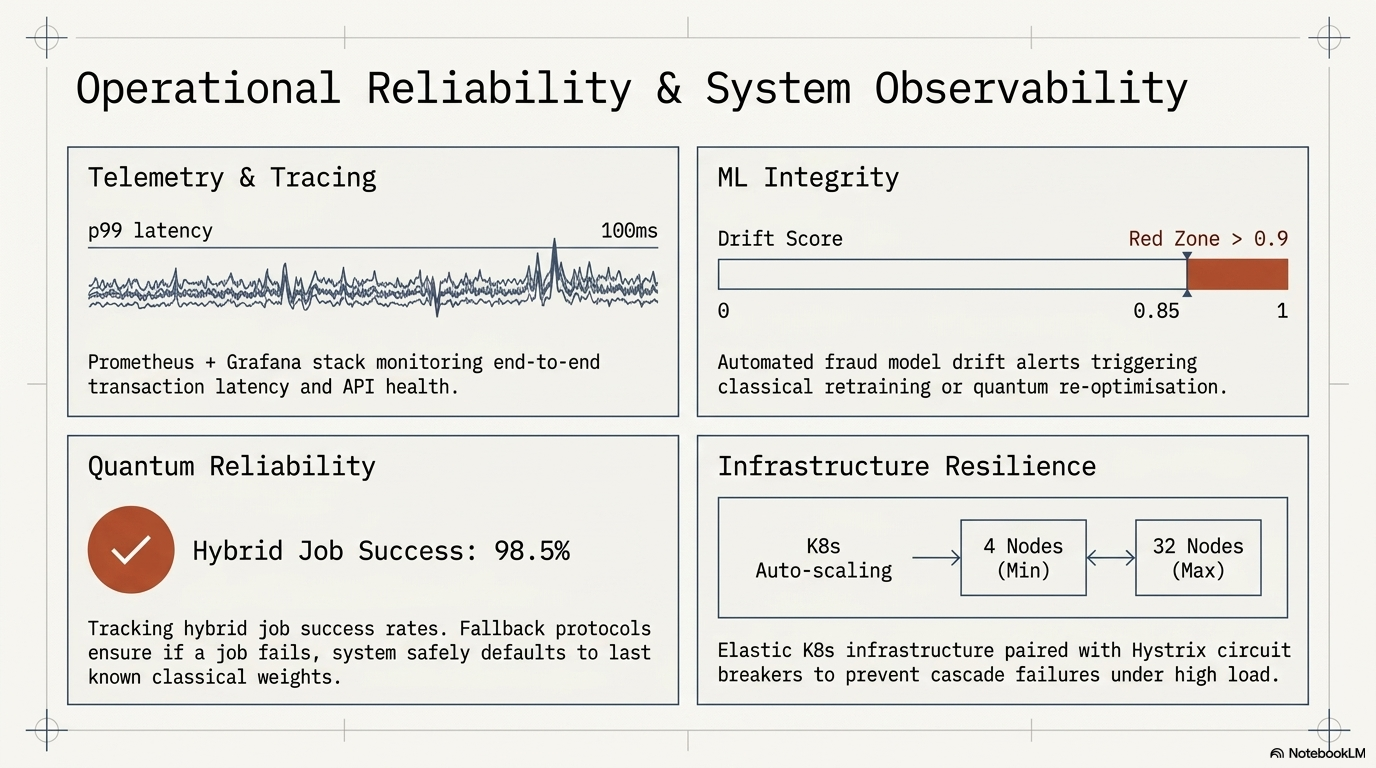 Operational Reliability & System Observability
Telemetry & Tracing
p99 latency
100ms
Prometheus + Grafana stack monitoring end-to-end
transaction latency and API health.
ML Integrity
Drift Score
Red Zone > 0.9
0
0.85
1
Automated fraud model drift alerts triggering
classical retraining or quantum re-optimisation.
Quantum Reliability
Hybrid Job Success: 98.5%
Tracking hybrid job success rates. Fallback protocols
ensure if a job fails, system safely defaults to last
known classical weights.
Infrastructure Resilience
K8s
Auto-scaling
4 Nodes
(Min)
32 Nodes
(Max)
Elastic K8s infrastructure paired with Hystrix circuit
breakers to prevent cascade failures under high load.
NotebookLM